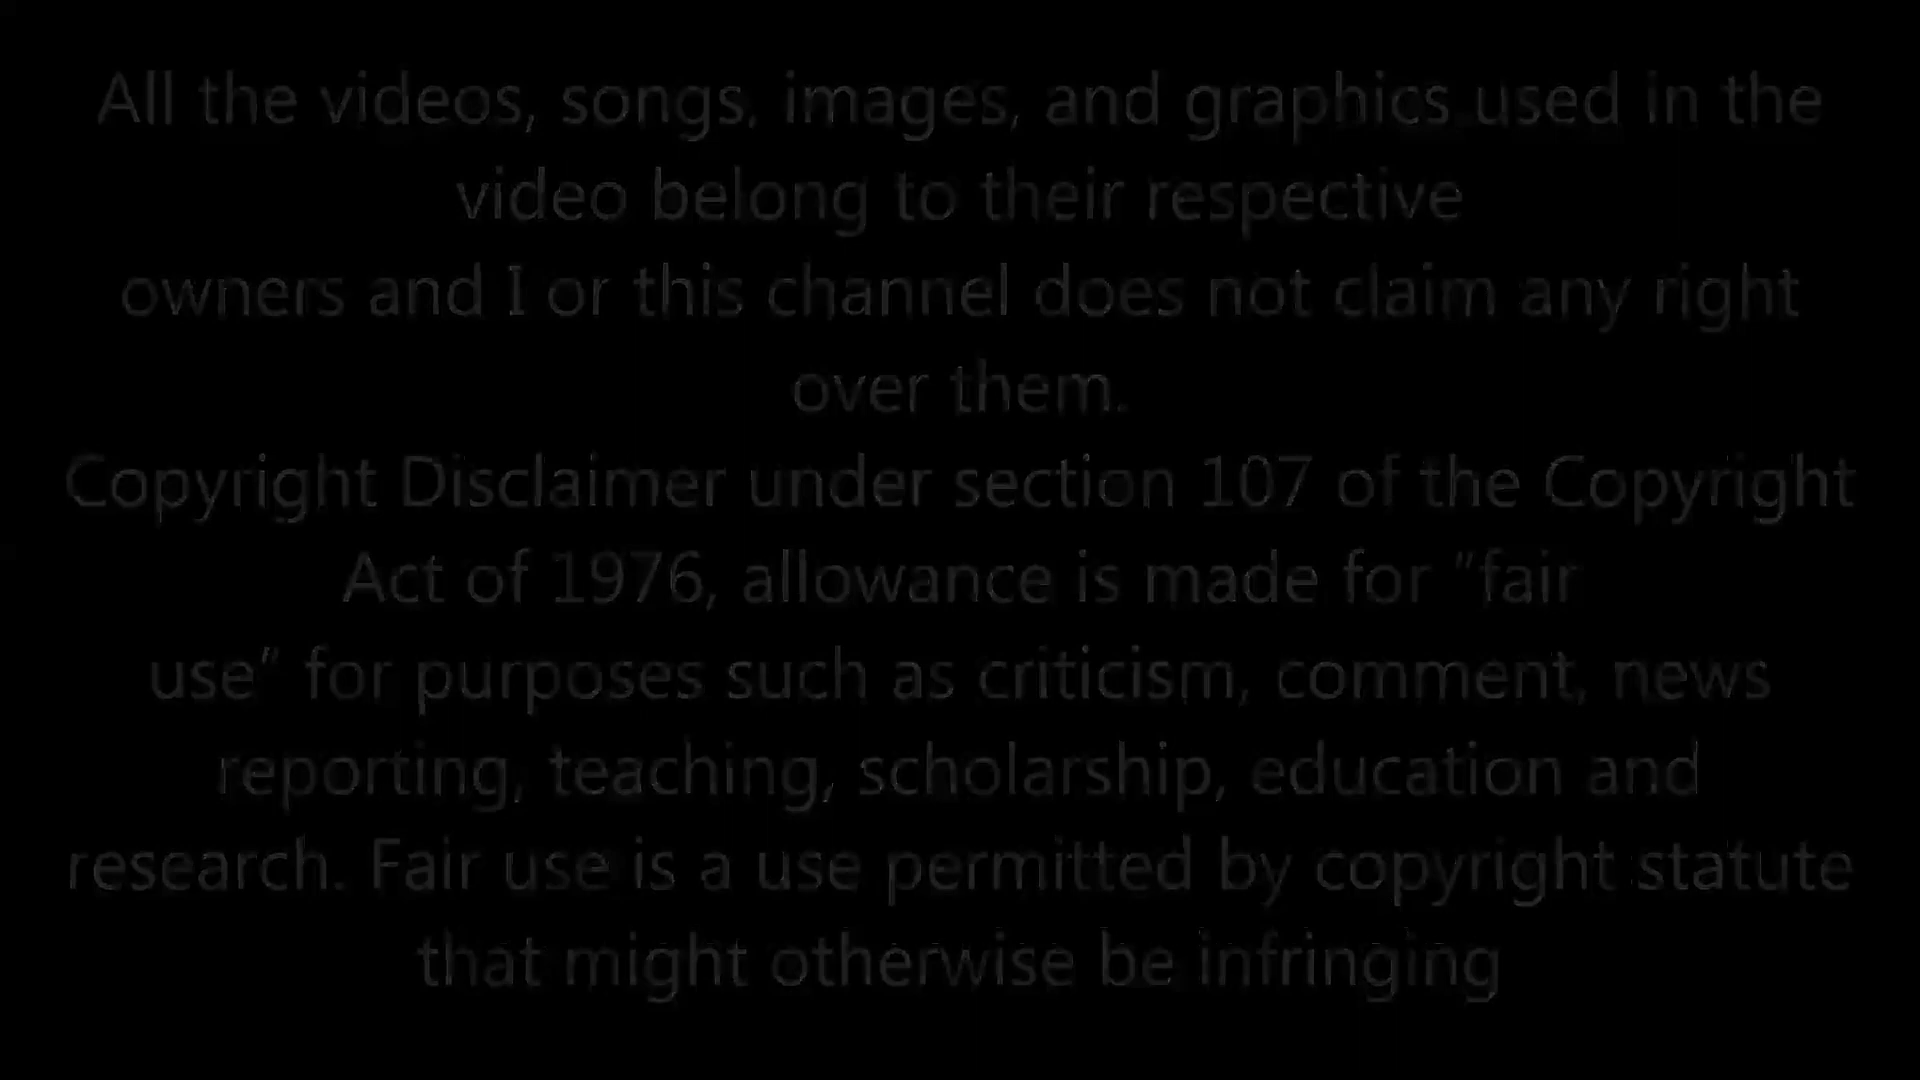 All the videos, songs, images, and graphics used in the
video belong to their respective
owners and I or this channel does not claim any right
over them.
Copyright Disclaimer under section 107 of the Copyright
Act of 1976, allowance is made for “fair
use” for purposes such as criticism, comment, news
reporting, teaching, scholarship, education and
research. Fair use is a use permitted by copyright statute
that might otherwise be infringing